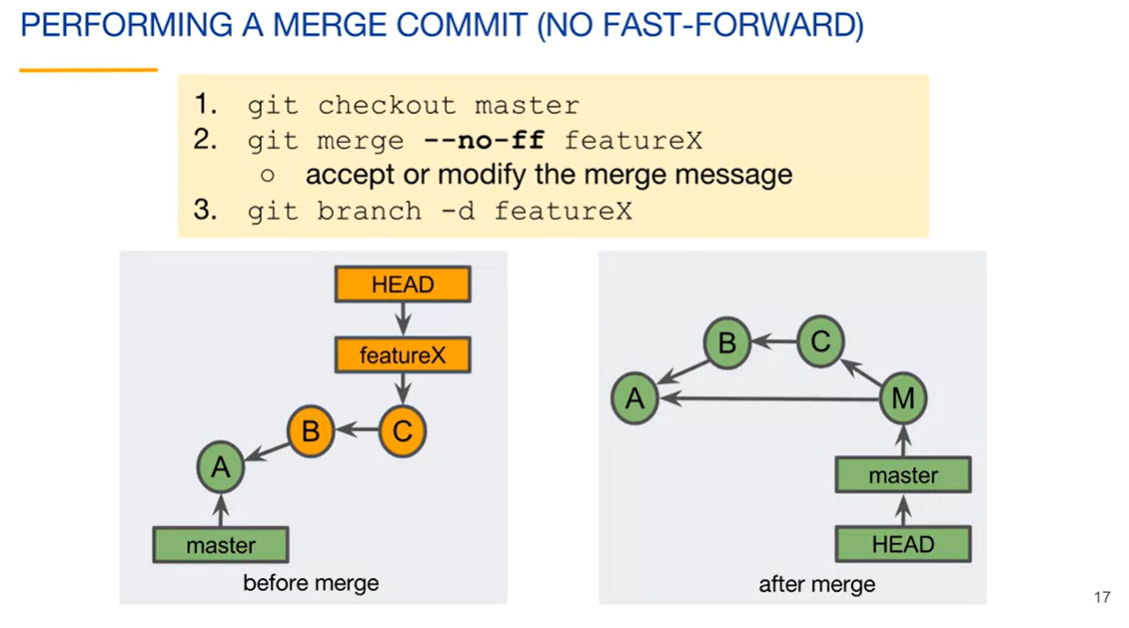 PERFORMING A MERGE COMMIT (NO FAST-FORWARD)
1. git checkout master
2. git merge --no-ff featureX
○ accept or modify the merge message
3. git branch -d featureX
HEAD
featureX
B C
A
master
before merge
B C
A M
master
HEAD
after merge
17